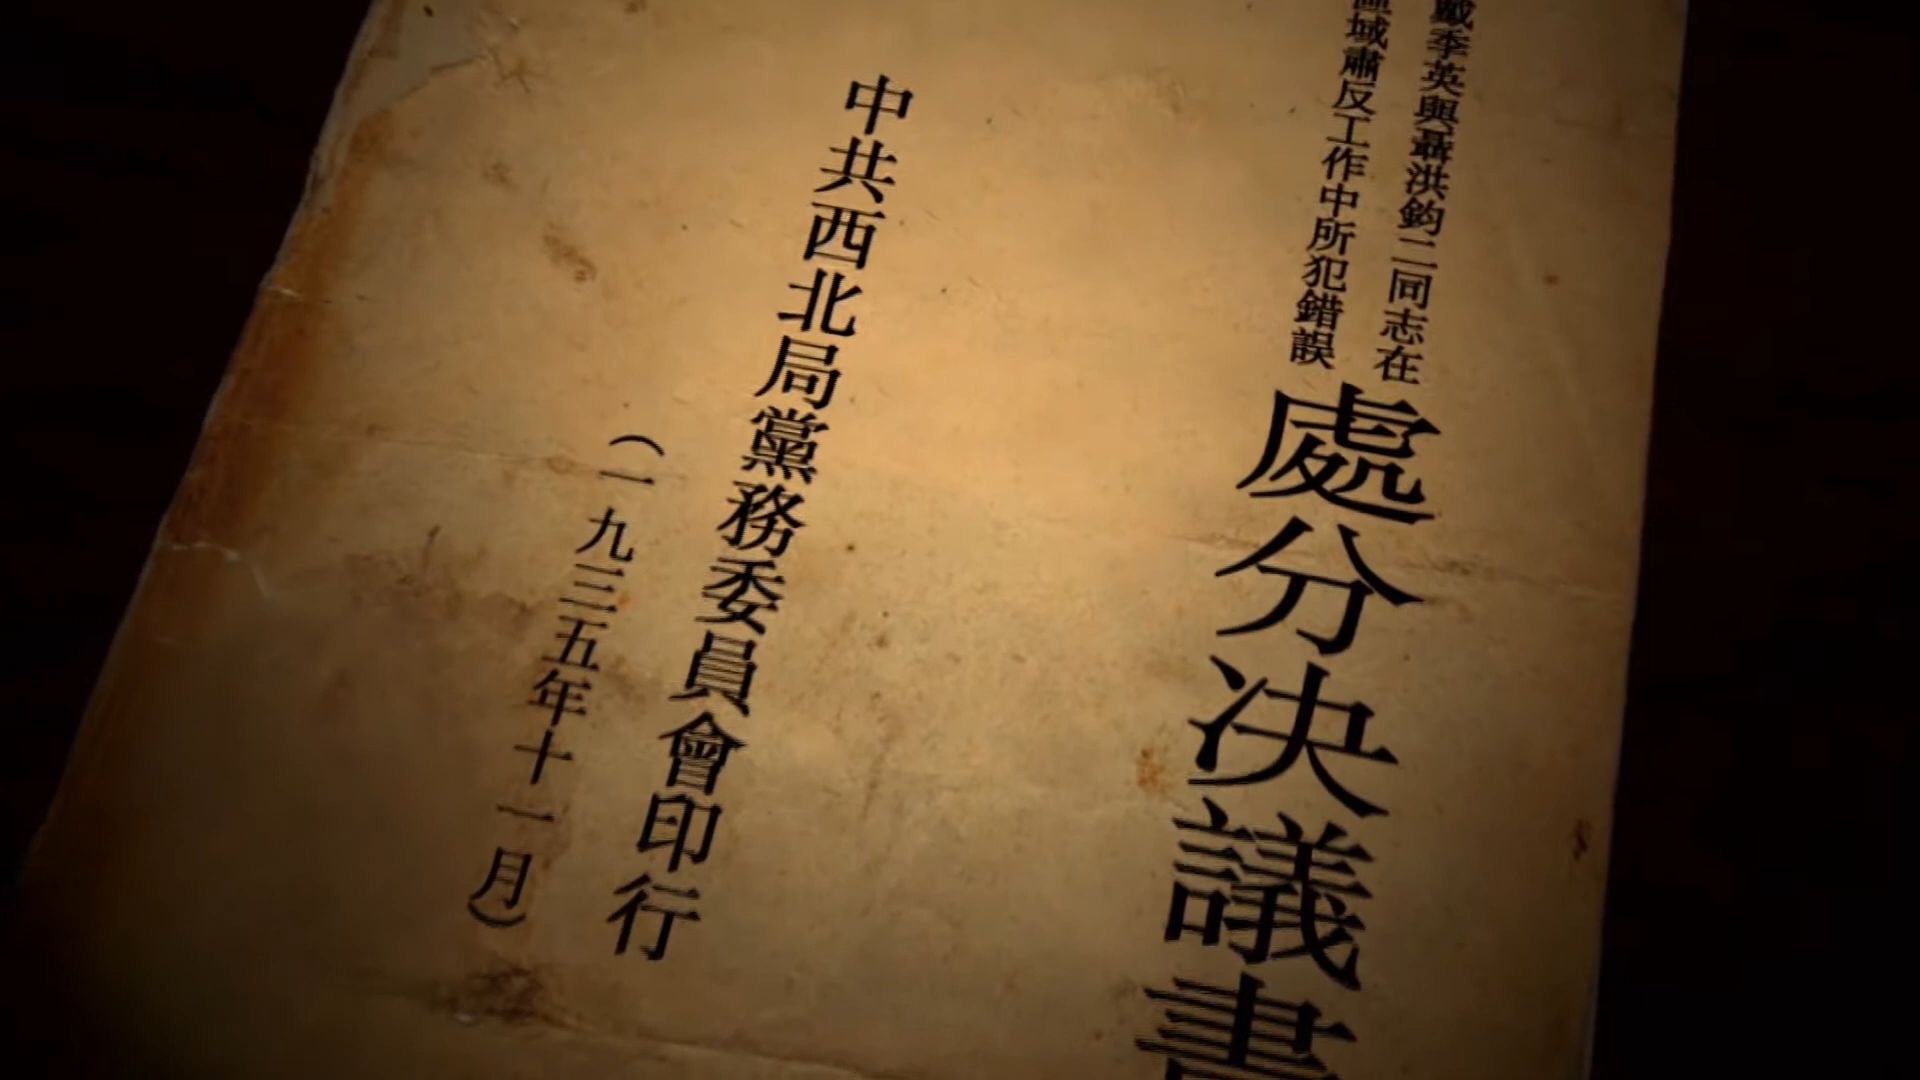 戴季英與聶洪鈞二同志在
區域肅反工作中所犯錯誤
處分决議書
中共西北局黨務委員會印行
（一九三五年十一月）